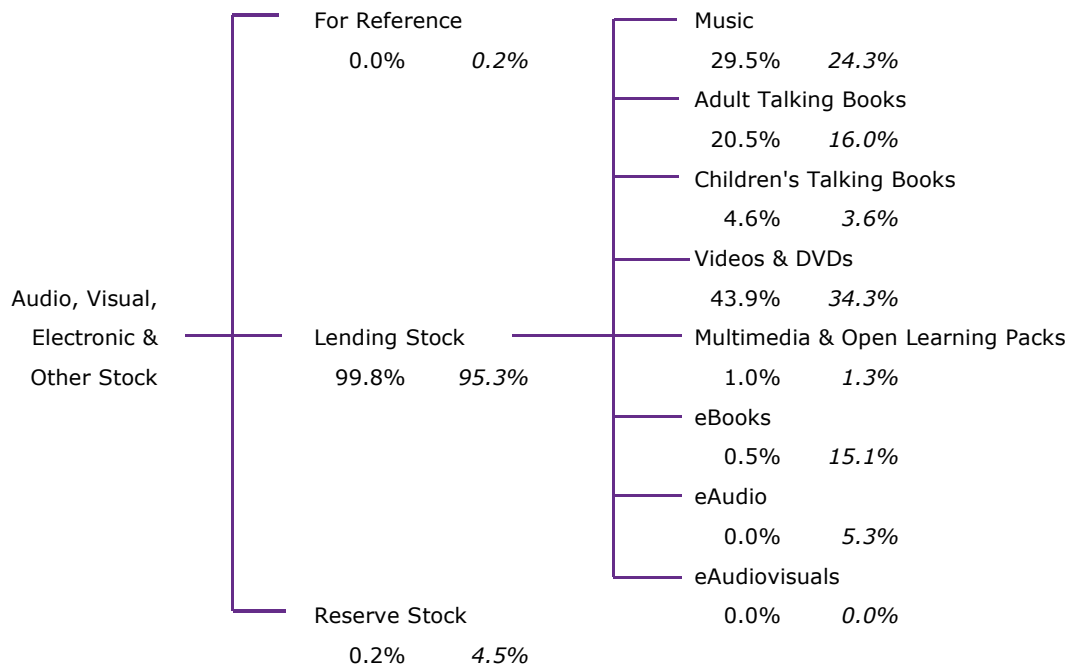 For Reference
0.0% 0.2%
Audio, Visual,
Electronic &
Other Stock
Lending Stock
99.8% 95.3%
Reserve Stock
0.2% 4.5%
Music
29.5% 24.3%
Adult Talking Books
20.5% 16.0%
Children's Talking Books
4.6% 3.6%
Videos & DVDs
43.9% 34.3%
Multimedia & Open Learning Packs
1.0% 1.3%
eBooks
0.5% 15.1%
eAudio
0.0% 5.3%
eAudiovisuals
0.0% 0.0%